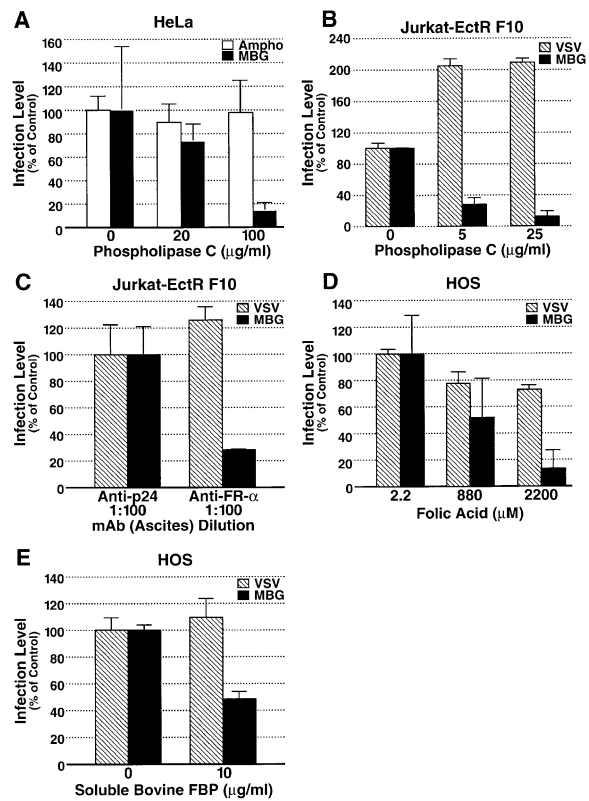 A
HeLa
Ampho
MBG
160
140
120
100
80
60
40
20
0
Infection Level
(% of Control)
0 20 100
Phospholipase C (μg/ml)
B
Jurkat-EctR F10
VSV
MBG
240
200
160
120
80
40
0
Infection Level
(% of Control)
0 5 25
Phospholipase C (μg/ml)
C
Jurkat-EctR F10
VSV
MBG
140
120
100
80
60
40
20
0
Infection Level
(% of Control)
Anti-p24 Anti-FR-α
1:100 1:100
mAb (Ascites) Dilution
D
HOS
VSV
MBG
140
120
100
80
60
40
20
0
Infection Level
(% of Control)
2.2 880 2200
Folic Acid (μM)
E
HOS
VSV
MBG
140
120
100
80
60
40
20
0
Infection Level
(% of Control)
0 10
Soluble Bovine FBP (μg/ml)